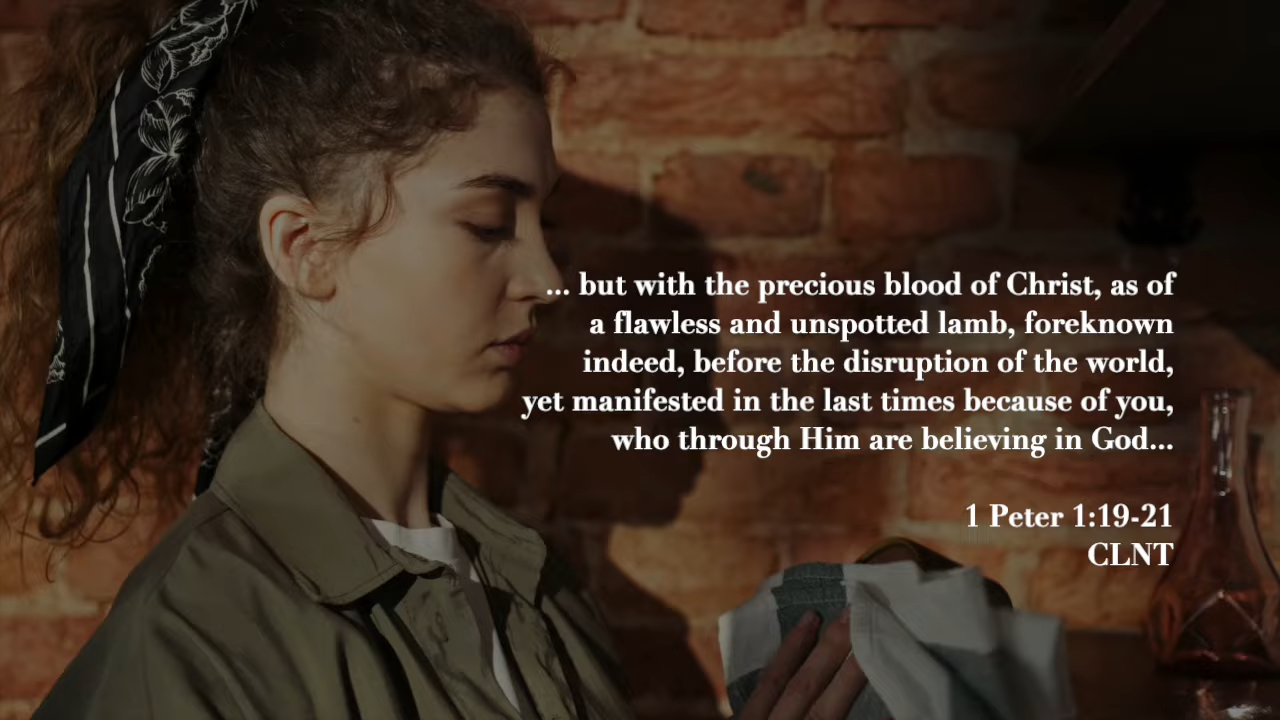 ... but with the precious blood of Christ, as of
a flawless and unspotted lamb, foreknown
indeed, before the disruption of the world,
yet manifested in the last times because of you,
who through Him are believing in God...
1 Peter 1:19-21
CLNT